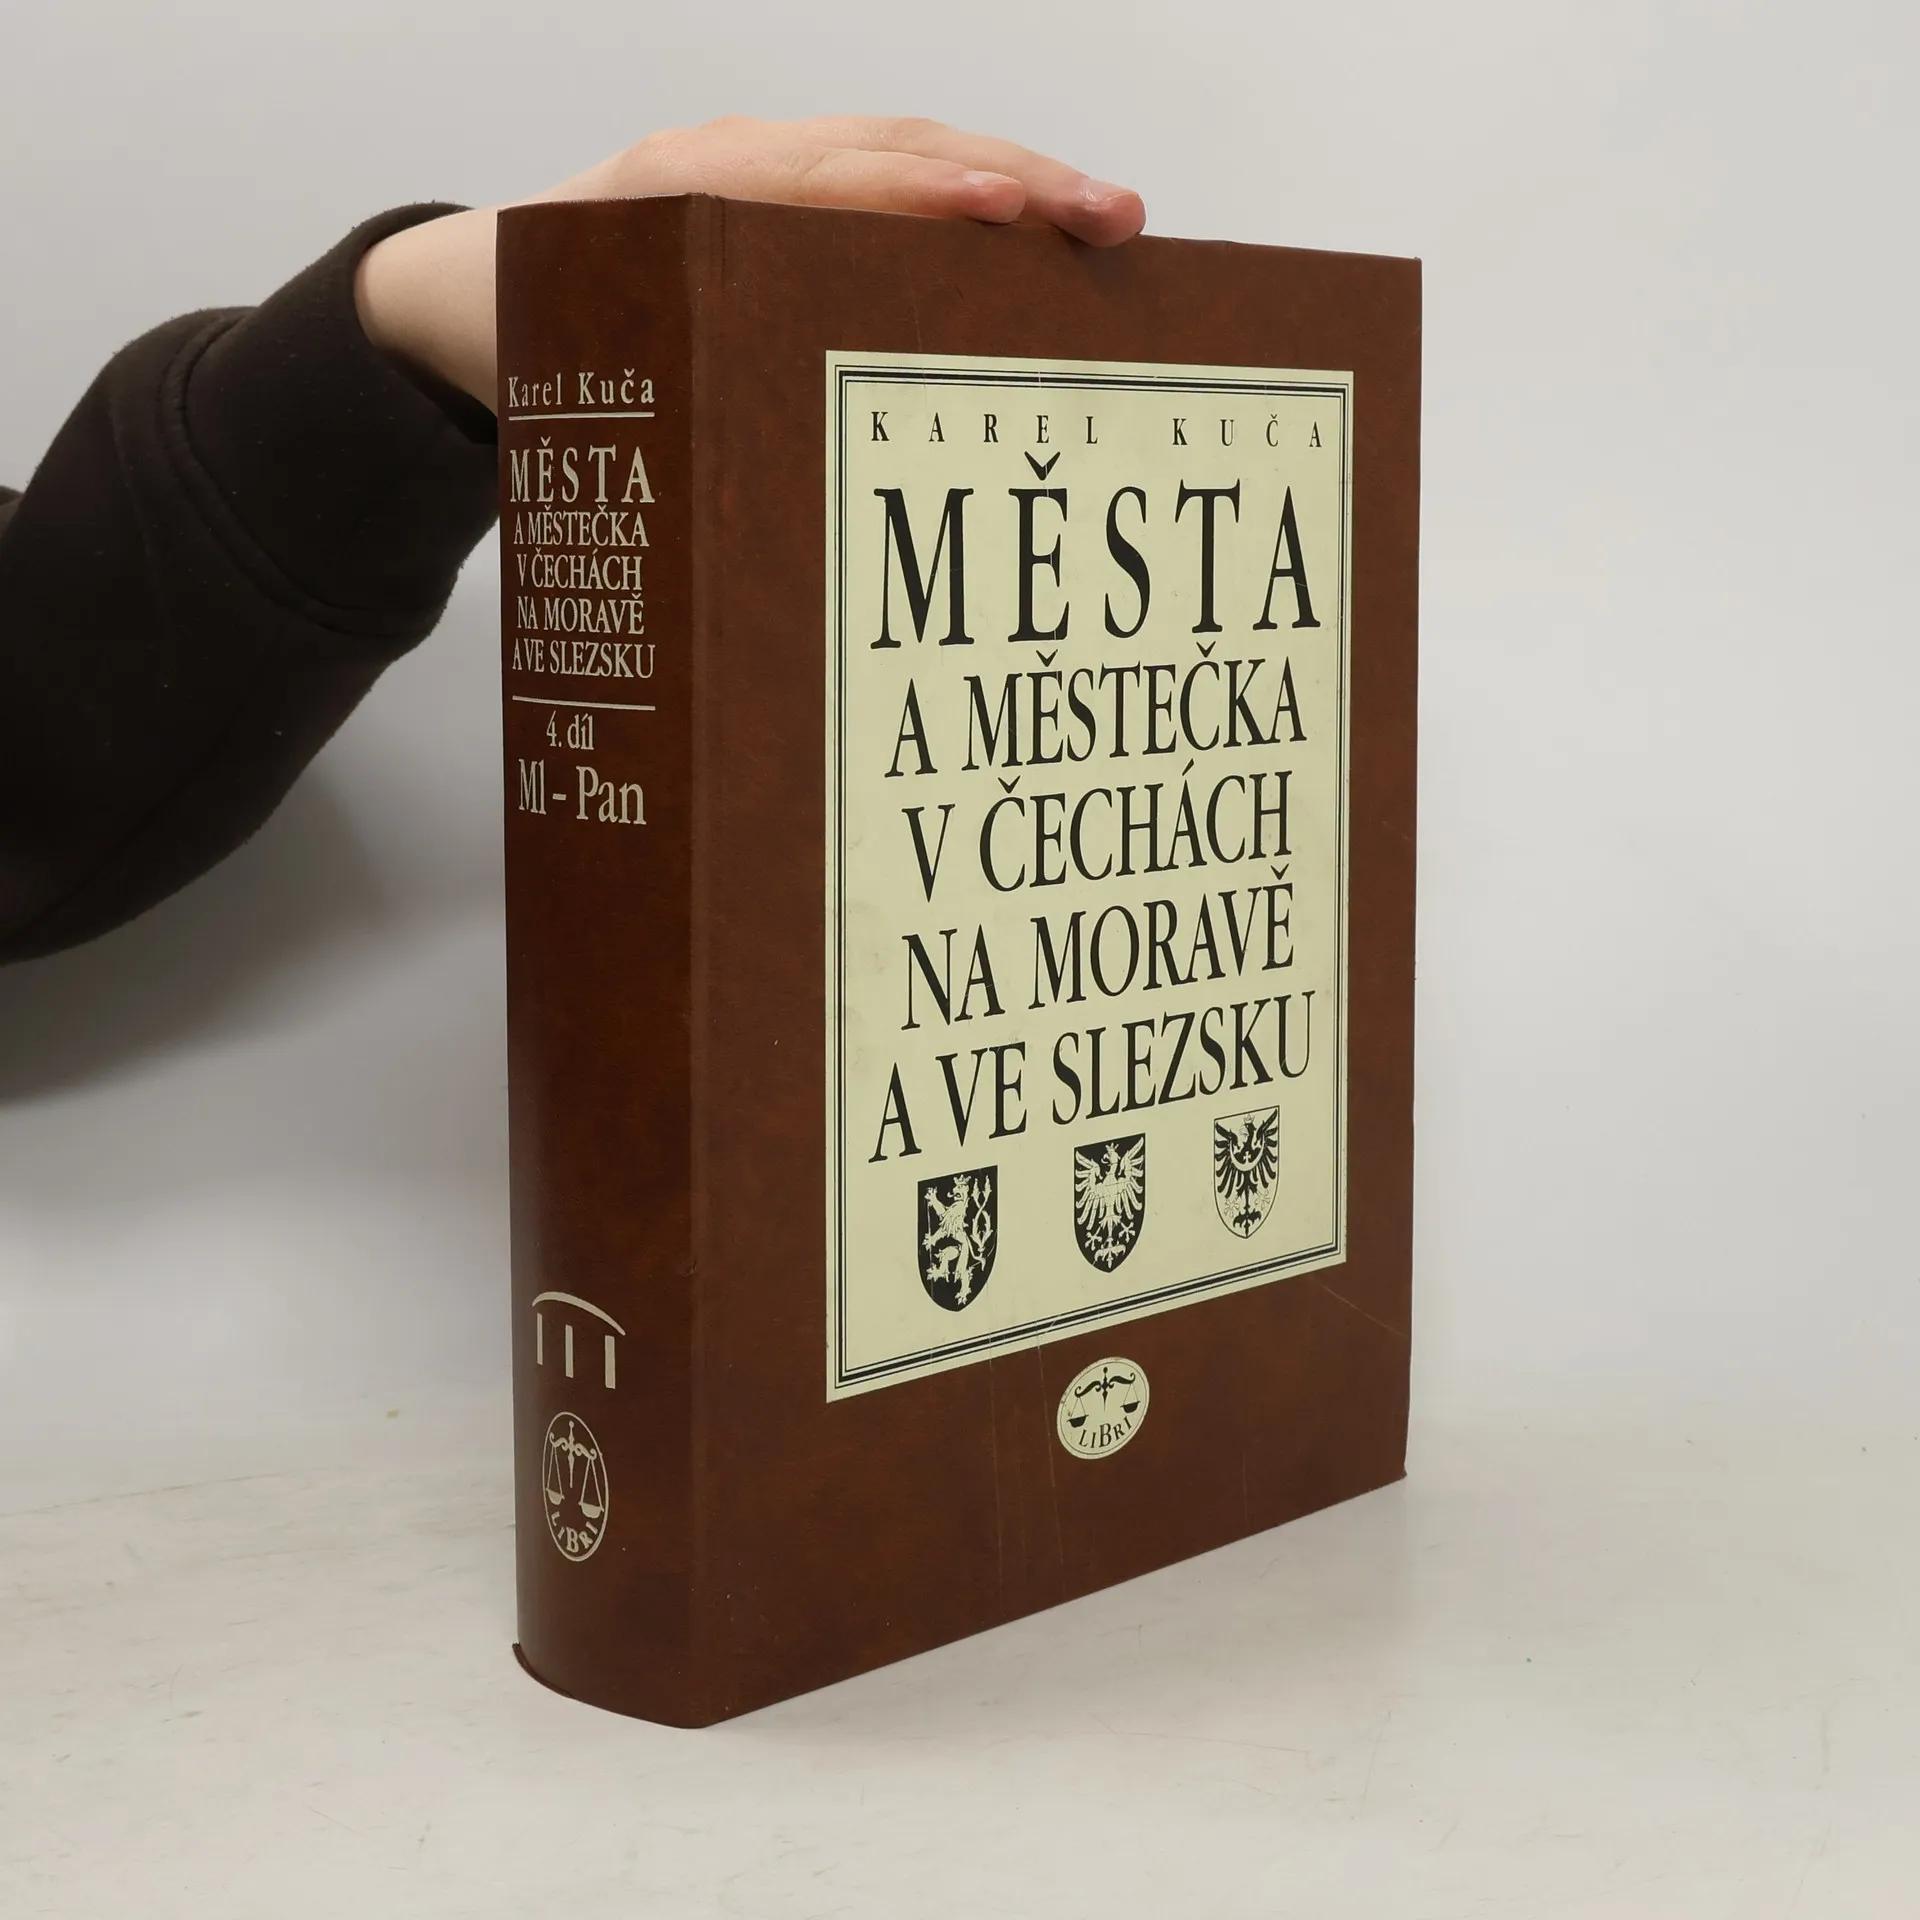 Karel Kuča
MĚSTA
A MĚSTEČKA
V ČECHÁCH
NA MORAVĚ
A VE SLEZSKU
4. díl
Ml – Pan
LIBRI
KAREL KUČA
MĚSTA
A MĚSTEČKA
V ČECHÁCH
NA MORAVĚ
A VE SLEZSKU
LIBRI